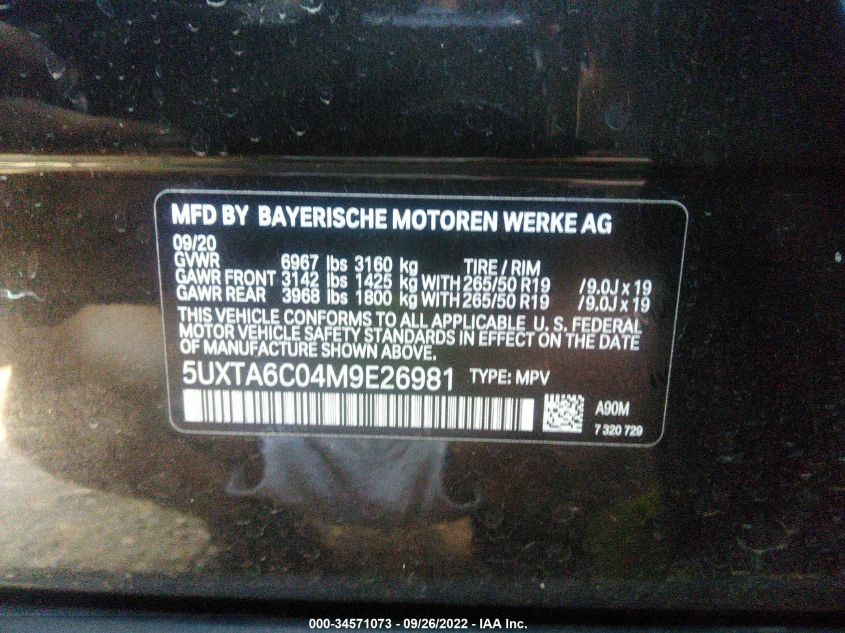 MFD BY BAYERISCHE MOTOREN WERKE AG
09/20
GVWR 6967 lbs 3160 kg TIRE / RIM
GAWR FRONT 3142 lbs 1425 kg WITH 265/50 R19 /9.0J x 19
GAWR REAR 3968 lbs 1800 kg WITH 265/50 R19 /9.0J x 19
THIS VEHICLE CONFORMS TO ALL APPLICABLE U. S. FEDERAL
MOTOR VEHICLE SAFETY STANDARDS IN EFFECT ON THE DATE
OF MANUFACTURE SHOWN ABOVE.
5UXTA6C04M9E26981 TYPE: MPV
A90M
7 320 729
000-34571073 - 09/26/2022 - IAA Inc.